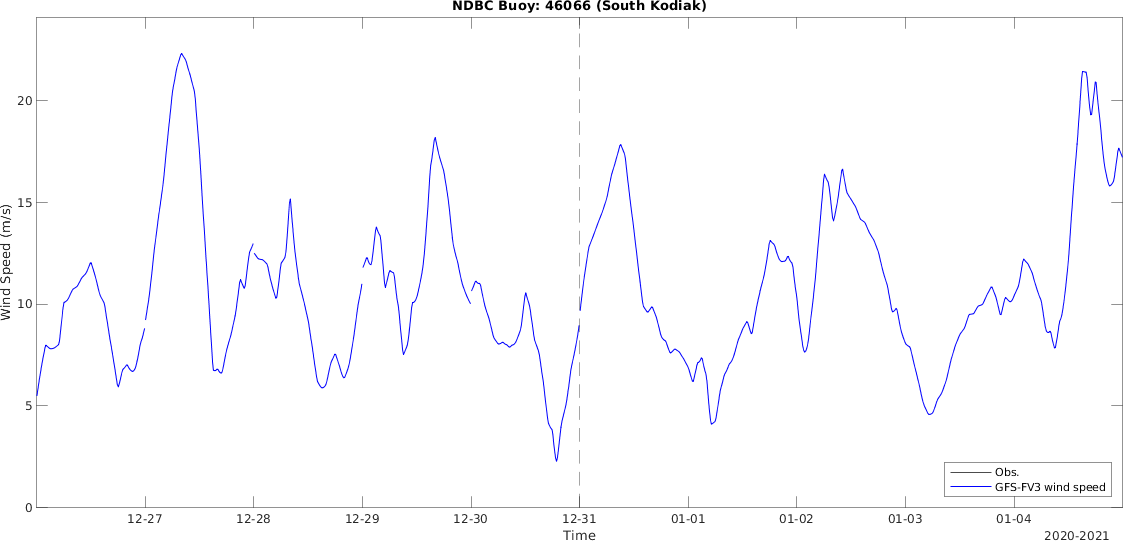 NDBC Buoy: 46066 (South Kodiak)
Wind Speed (m/s)
20
15
10
5
0
12-27 12-28 12-29 12-30 12-31 01-01 01-02 01-03 01-04
Time
2020-2021
Obs.
GFS-FV3 wind speed